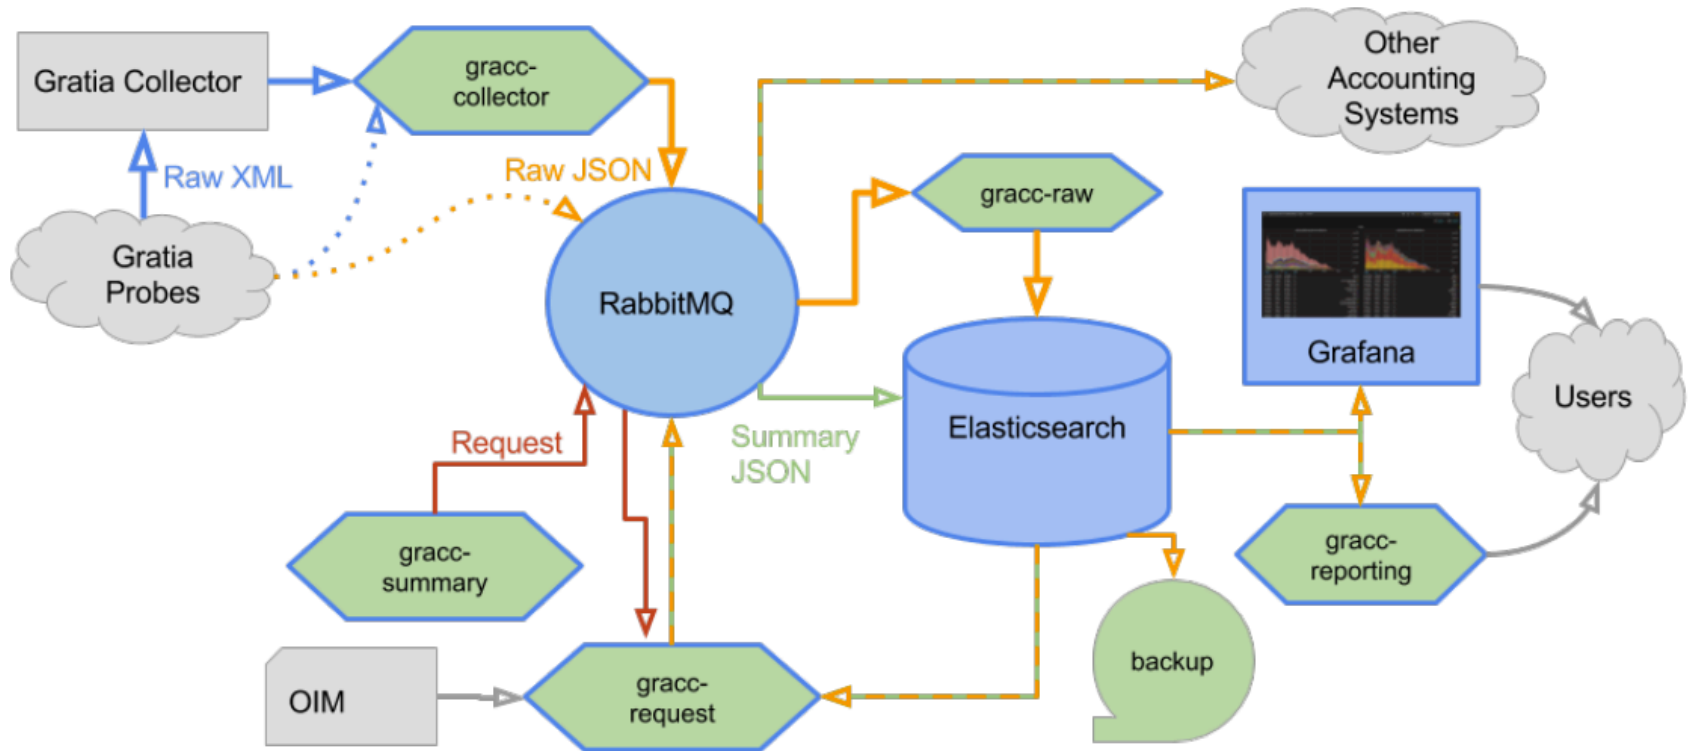 Gratia Collector
gracc-
collector
Other
Accounting
Systems
Raw XML
Raw JSON
gracc-raw
Gratia
Probes
RabbitMQ
Grafana
Users
Elasticsearch
Request
Summary
JSON
gracc-
summary
gracc-
reporting
backup
OIM
gracc-
request